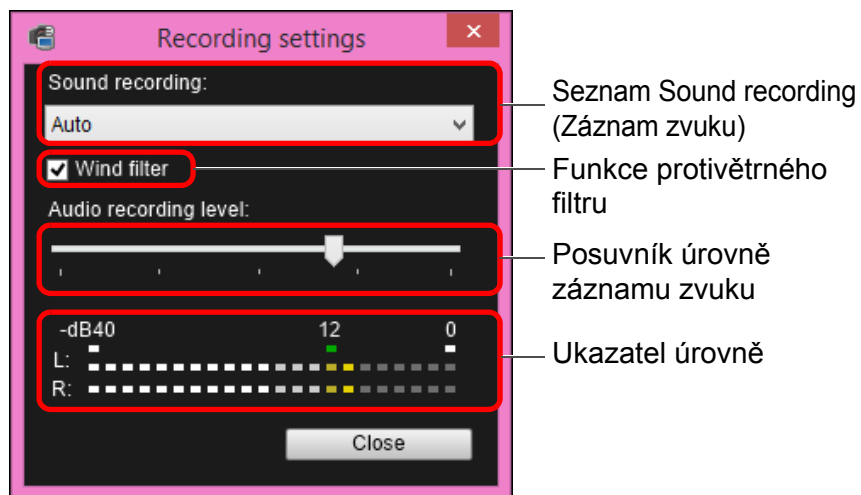 Recording settings
Sound recording:
Auto
Wind filter
Audio recording level:
-dB40 12 0
L:
R:
Close
Seznam Sound recording
(Záznam zvuku)
Funkce protivětrného
filtru
Posuvník úrovně
záznamu zvuku
Ukazatel úrovně